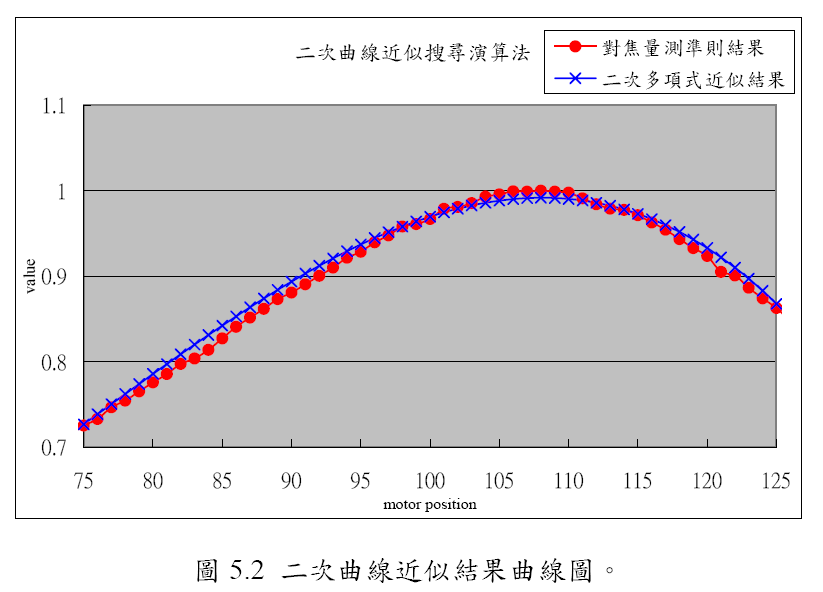 二次曲線近似搜尋演算法
對焦量測準則結果
二次多項式近似結果
1.1
1
0.9
0.8
0.7
value
75 80 85 90 95 100 105 110 115 120 125
motor position
圖 5.2 二次曲線近似結果曲線圖。